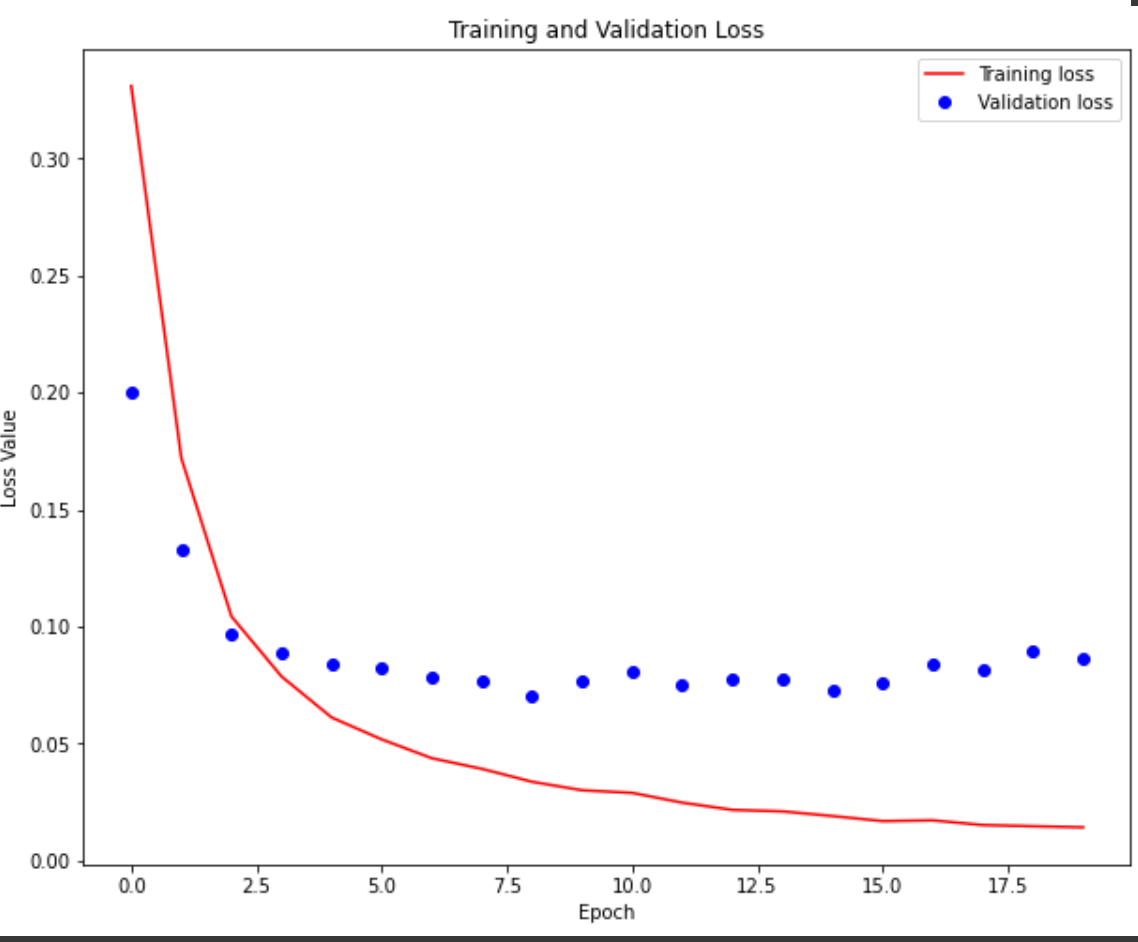 Training and Validation Loss
Training loss
Validation loss
0.30
0.25
0.20
0.15
0.10
0.05
0.00
Loss Value
0.0 2.5 5.0 7.5 10.0 12.5 15.0 17.5
Epoch